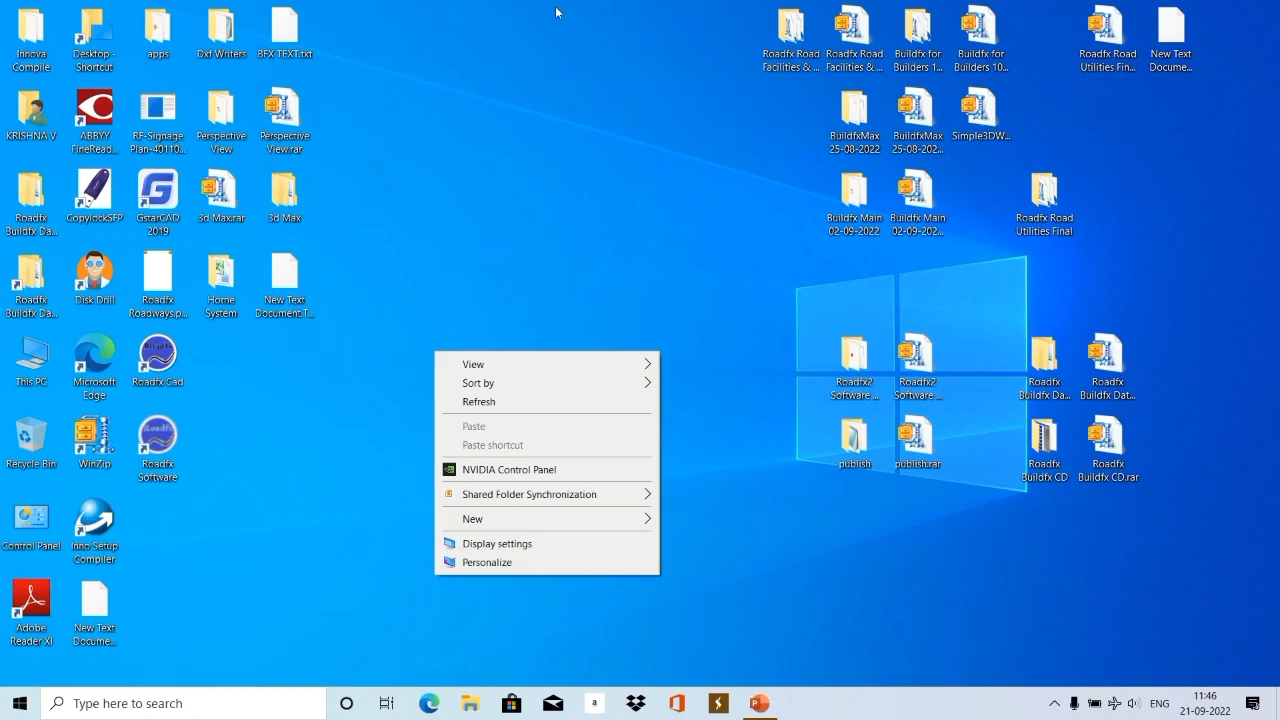 Innova
Compile
Desktop -
Shortcut
apps
Dxf Writers
BFX TEXT.txt
Roadfx Road
Facilities & ...
Roadfx Road
Facilities & ...
Buildfx for
Builders 1...
Buildfx for
Builders 10...
Roadfx Road
Utilities Fin...
New Text
Docume...
KRISHNA V
ABBYY
FineRead...
RF-Signage
Plan-40110...
Perspective
View
Perspective
View.rar
BuildfxMax
25-08-2022
BuildfxMax
25-08-202...
Simple3DW...
Roadfx
Buildfx Da...
CopylockSFP
GstarCAD
2019
3d Max.rar
3d Max
Buildfx Main
02-09-2022
Buildfx Main
02-09-202...
Roadfx Road
Utilities Final
Roadfx
Buildfx Da...
Disk Drill
Roadfx
Roadways.p...
Home
System
New Text
Document.T...
This PC
Microsoft
Edge
Roadfx Cad
View
Sort by
Refresh
Paste
Paste shortcut
NVIDIA Control Panel
Shared Folder Synchronization
New
Display settings
Personalize
Roadfx2
Software ...
Roadfx2
Software ...
Roadfx
Buildfx Da...
Roadfx
Buildfx Dat...
Recycle Bin
WinZip
Roadfx
Software
publish
publish.rar
Roadfx
Buildfx CD
Roadfx
Buildfx CD.rar
Control Panel
Inno Setup
Compiler
Adobe
Reader XI
New Text
Docume...
Type here to search
a
P
ENG
11:46
21-09-2022